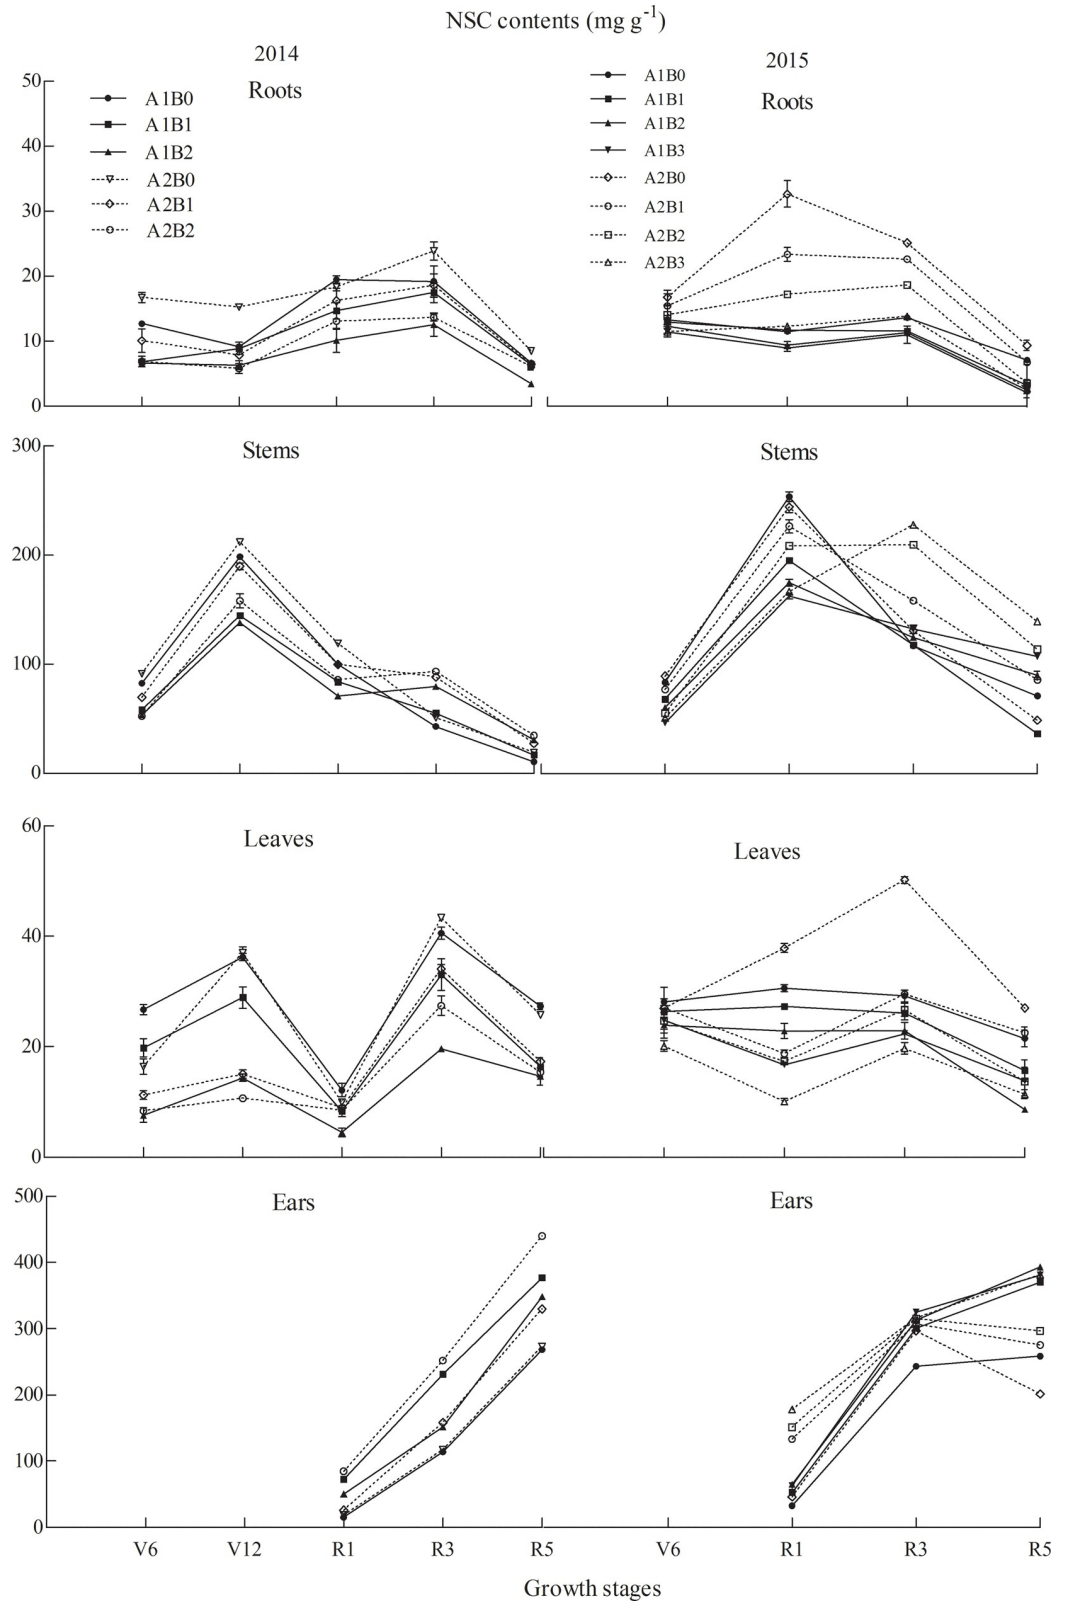 NSC contents (mg g-1)
2014
Roots
50
40
30
20
10
0
A1B0
A1B1
A1B2
A2B0
A2B1
A2B2
2015
Roots
A1B0
A1B1
A1B2
A1B3
A2B0
A2B1
A2B2
A2B3
Stems
300
200
100
0
Stems
Leaves
60
40
20
0
Leaves
Ears
500
400
300
200
100
0
Ears
V6 V12 R1 R3 R5 V6 R1 R3 R5
Growth stages